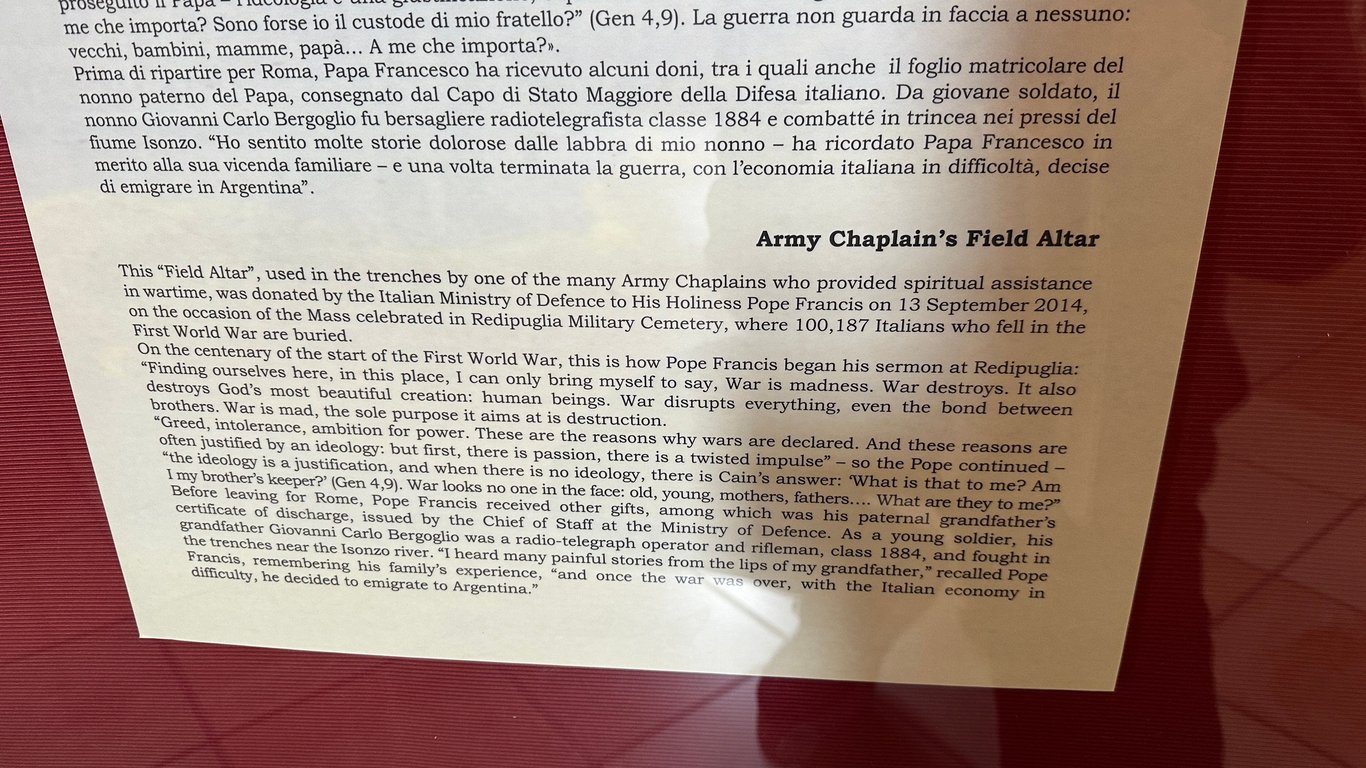 proseguito il Papa – l'ideologia è una giustificazione,
me che importa? Sono forse io il custode di mio fratello?” (Gen 4,9). La guerra non guarda in faccia a nessuno:
vecchi, bambini, mamme, papà... A me che importa?».
Prima di ripartire per Roma, Papa Francesco ha ricevuto alcuni doni, tra i quali anche il foglio matricolare del
nonno paterno del Papa, consegnato dal Capo di Stato Maggiore della Difesa italiano. Da giovane soldato, il
nonno Giovanni Carlo Bergoglio fu bersagliere radiotelegrafista classe 1884 e combatté in trincea nei pressi del
fiume Isonzo. “Ho sentito molte storie dolorose dalle labbra di mio nonno – ha ricordato Papa Francesco in
merito alla sua vicenda familiare – e una volta terminata la guerra, con l’economia italiana in difficoltà, decise
di emigrare in Argentina”.
Army Chaplain’s Field Altar
This “Field Altar”, used in the trenches by one of the many Army Chaplains who provided spiritual assistance
in wartime, was donated by the Italian Ministry of Defence to His Holiness Pope Francis on 13 September 2014,
on the occasion of the Mass celebrated in Redipuglia Military Cemetery, where 100,187 Italians who fell in the
First World War are buried.
On the centenary of the start of the First World War, this is how Pope Francis began his sermon at Redipuglia:
“Finding ourselves here, in this place, I can only bring myself to say, War is madness. War destroys. It also
destroys God’s most beautiful creation: human beings. War disrupts everything, even the bond between
brothers. War is mad, the sole purpose it aims at is destruction.
“Greed, intolerance, ambition for power. These are the reasons why wars are declared. And these reasons are
often justified by an ideology: but first, there is passion, there is a twisted impulse” – so the Pope continued –
“the ideology is a justification, and when there is no ideology, there is Cain’s answer: ‘What is that to me? Am
I my brother’s keeper?’ (Gen 4,9). War looks no one in the face: old, young, mothers, fathers.... What are they to me?”
Before leaving for Rome, Pope Francis received other gifts, among which was his paternal grandfather’s
certificate of discharge, issued by the Chief of Staff at the Ministry of Defence. As a young soldier, his
grandfather Giovanni Carlo Bergoglio was a radio-telegraph operator and rifleman, class 1884, and fought in
the trenches near the Isonzo river. “I heard many painful stories from the lips of my grandfather,” recalled Pope
Francis, remembering his family’s experience, “and once the war was over, with the Italian economy in
difficulty, he decided to emigrate to Argentina.”